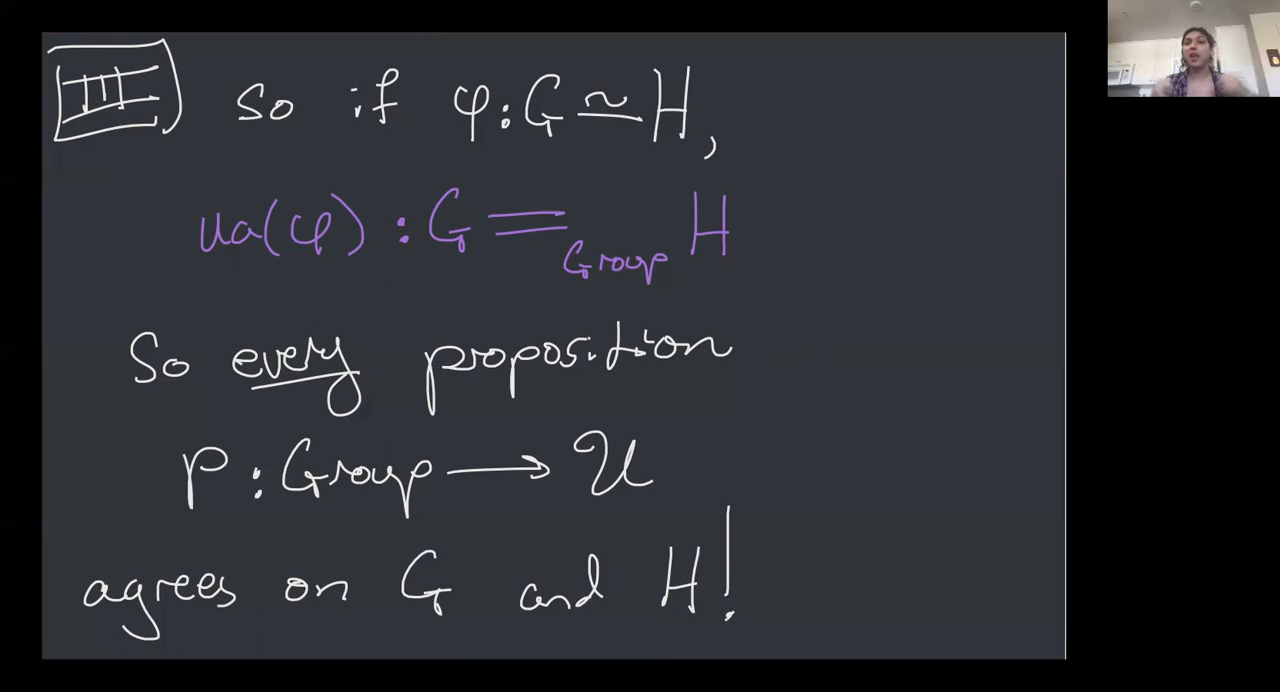 III) So if φ : G ≃ H,
ua(φ) : G =_Group H
So every proposition
P : Group → 𝒰
agrees on G and H!